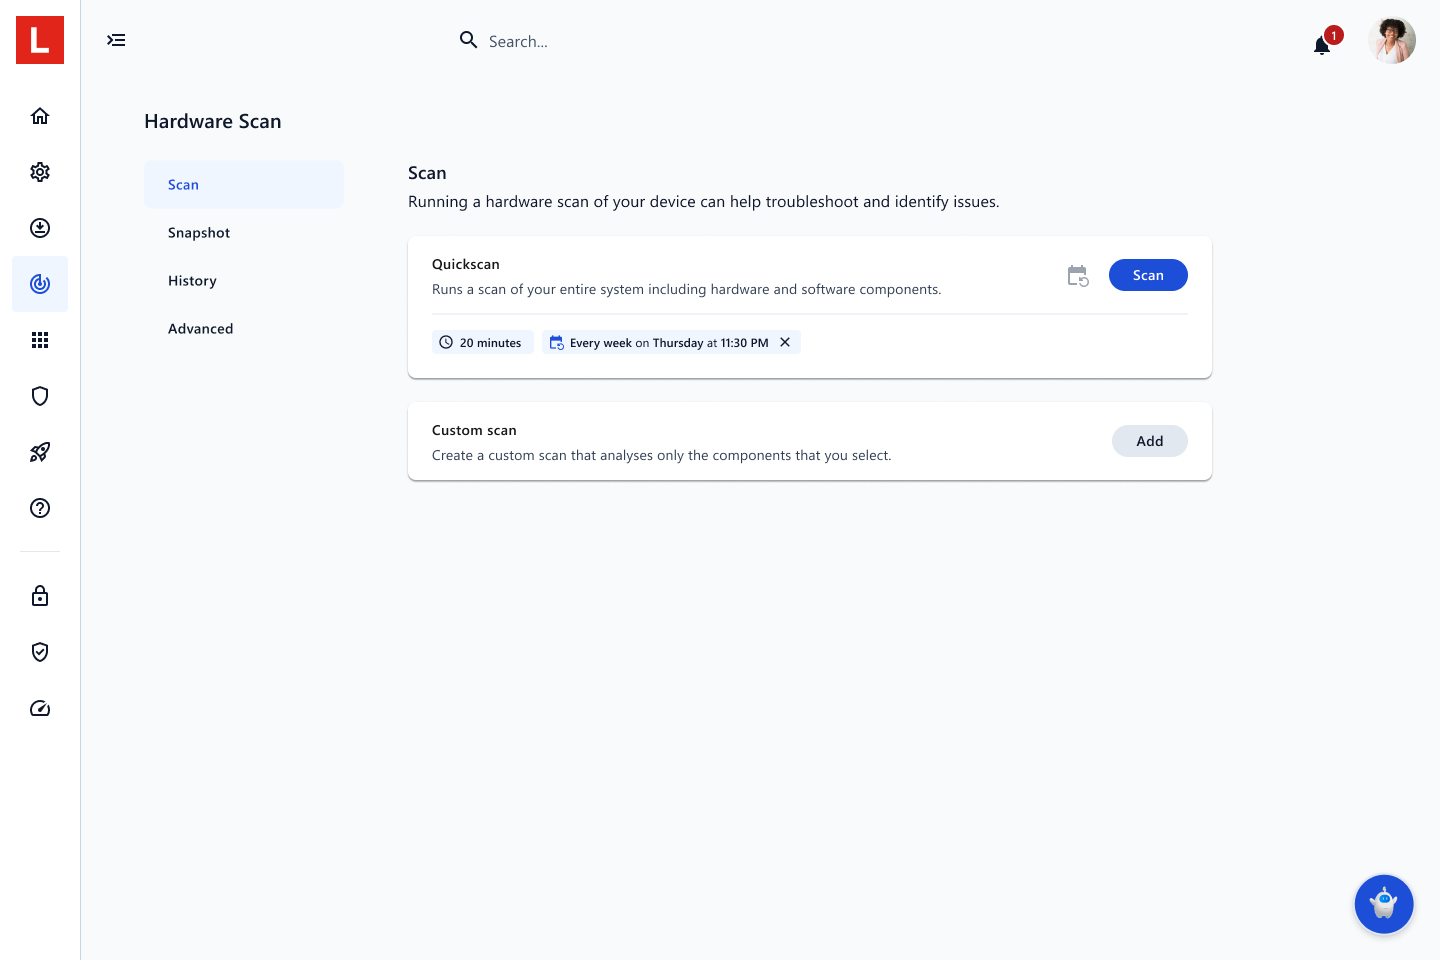 L
Search...
1
Hardware Scan
Scan
Snapshot
History
Advanced
Scan
Running a hardware scan of your device can help troubleshoot and identify issues.
Quickscan
Runs a scan of your entire system including hardware and software components.
Scan
20 minutes
Every week on Thursday at 11:30 PM
Custom scan
Create a custom scan that analyses only the components that you select.
Add